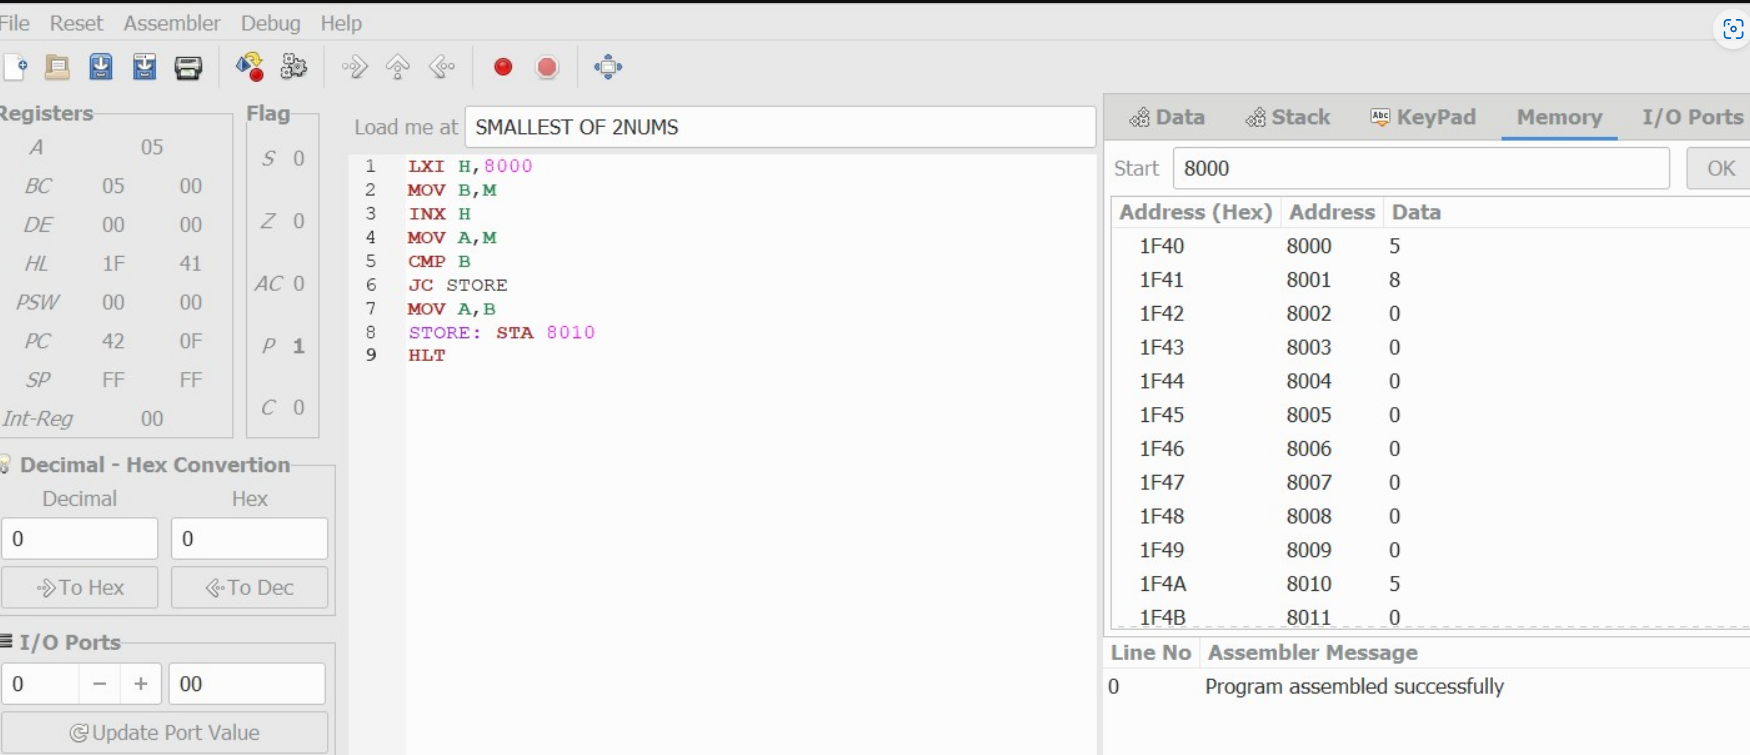 File Reset Assembler Debug Help
Registers
A 05
BC 05 00
DE 00 00
HL 1F 41
PSW 00 00
PC 42 0F
SP FF FF
Int-Reg 00
Flag
S 0
Z 0
AC 0
P 1
C 0
Decimal - Hex Convertion
Decimal Hex
0 0
To Hex To Dec
I/O Ports
0 − + 00
Update Port Value
Load me at SMALLEST OF 2NUMS
1 LXI H,8000
2 MOV B,M
3 INX H
4 MOV A,M
5 CMP B
6 JC STORE
7 MOV A,B
8 STORE: STA 8010
9 HLT
Data Stack Abc KeyPad Memory I/O Ports
Start 8000 OK
Address (Hex) Address Data
1F40 8000 5
1F41 8001 8
1F42 8002 0
1F43 8003 0
1F44 8004 0
1F45 8005 0
1F46 8006 0
1F47 8007 0
1F48 8008 0
1F49 8009 0
1F4A 8010 5
1F4B 8011 0
Line No Assembler Message
0 Program assembled successfully